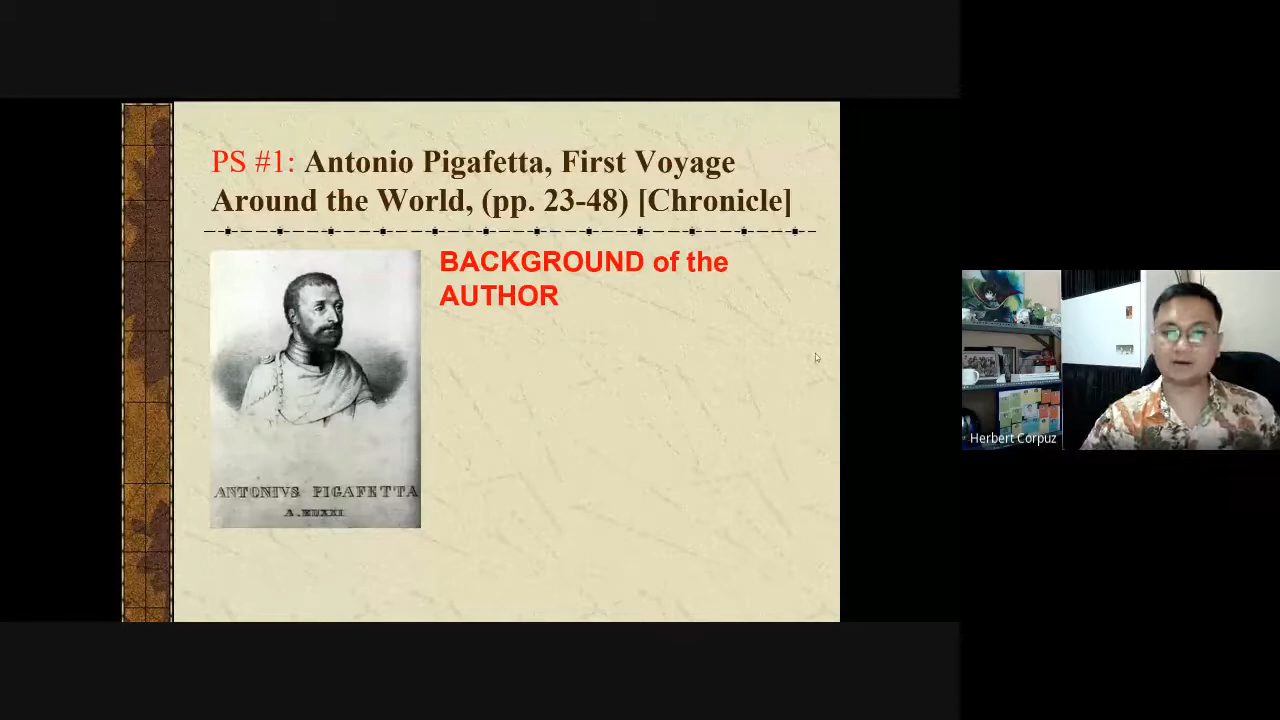 PS #1: Antonio Pigafetta, First Voyage
Around the World, (pp. 23-48) [Chronicle]
BACKGROUND of the
AUTHOR
ANTONIVS PIGAFETTA
Herbert Corpuz